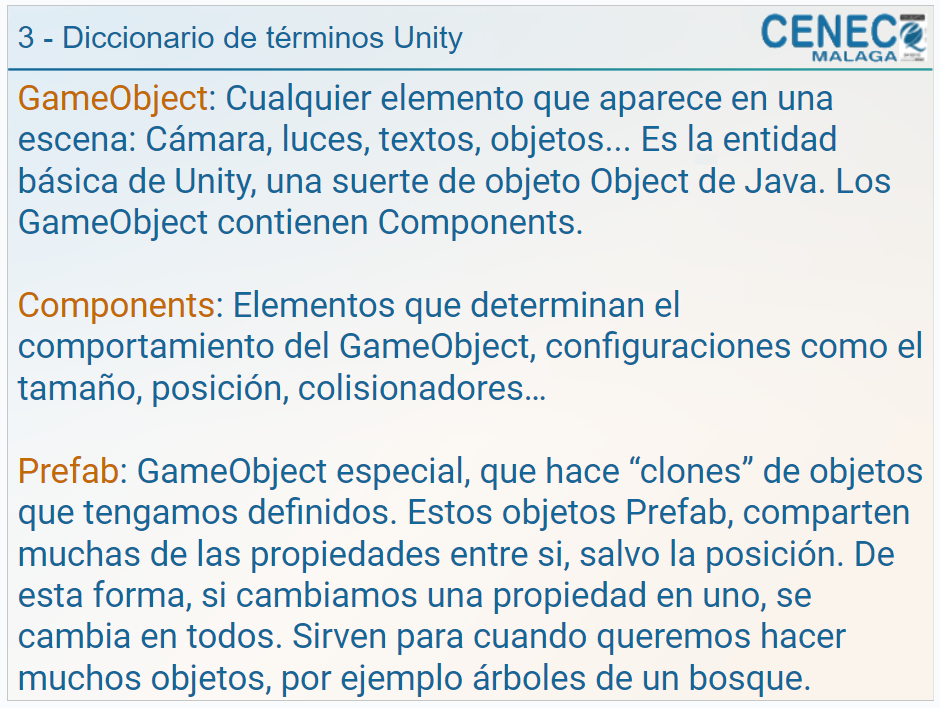 3 - Diccionario de términos Unity
CENEC
MALAGA
GameObject: Cualquier elemento que aparece en una
escena: Cámara, luces, textos, objetos... Es la entidad
básica de Unity, una suerte de objeto Object de Java. Los
GameObject contienen Components.
Components: Elementos que determinan el
comportamiento del GameObject, configuraciones como el
tamaño, posición, colisionadores…
Prefab: GameObject especial, que hace “clones” de objetos
que tengamos definidos. Estos objetos Prefab, comparten
muchas de las propiedades entre si, salvo la posición. De
esta forma, si cambiamos una propiedad en uno, se
cambia en todos. Sirven para cuando queremos hacer
muchos objetos, por ejemplo árboles de un bosque.